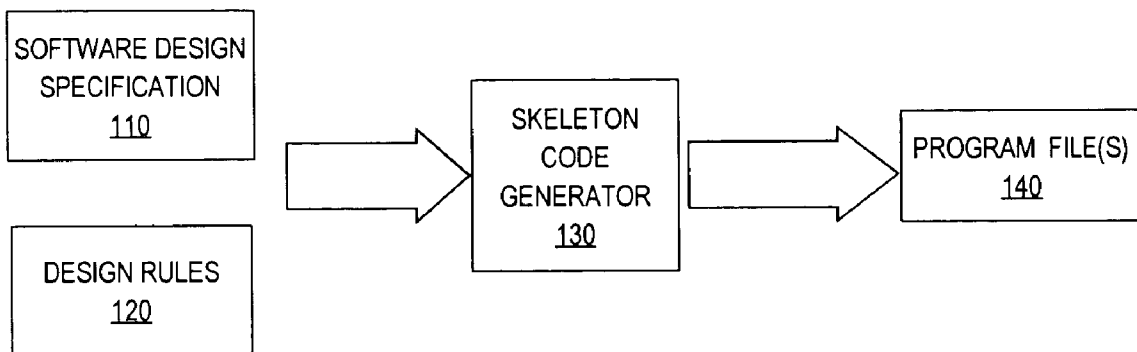 SOFTWARE DESIGN
SPECIFICATION
110
DESIGN RULES
120
SKELETON
CODE
GENERATOR
130
PROGRAM FILE(S)
140